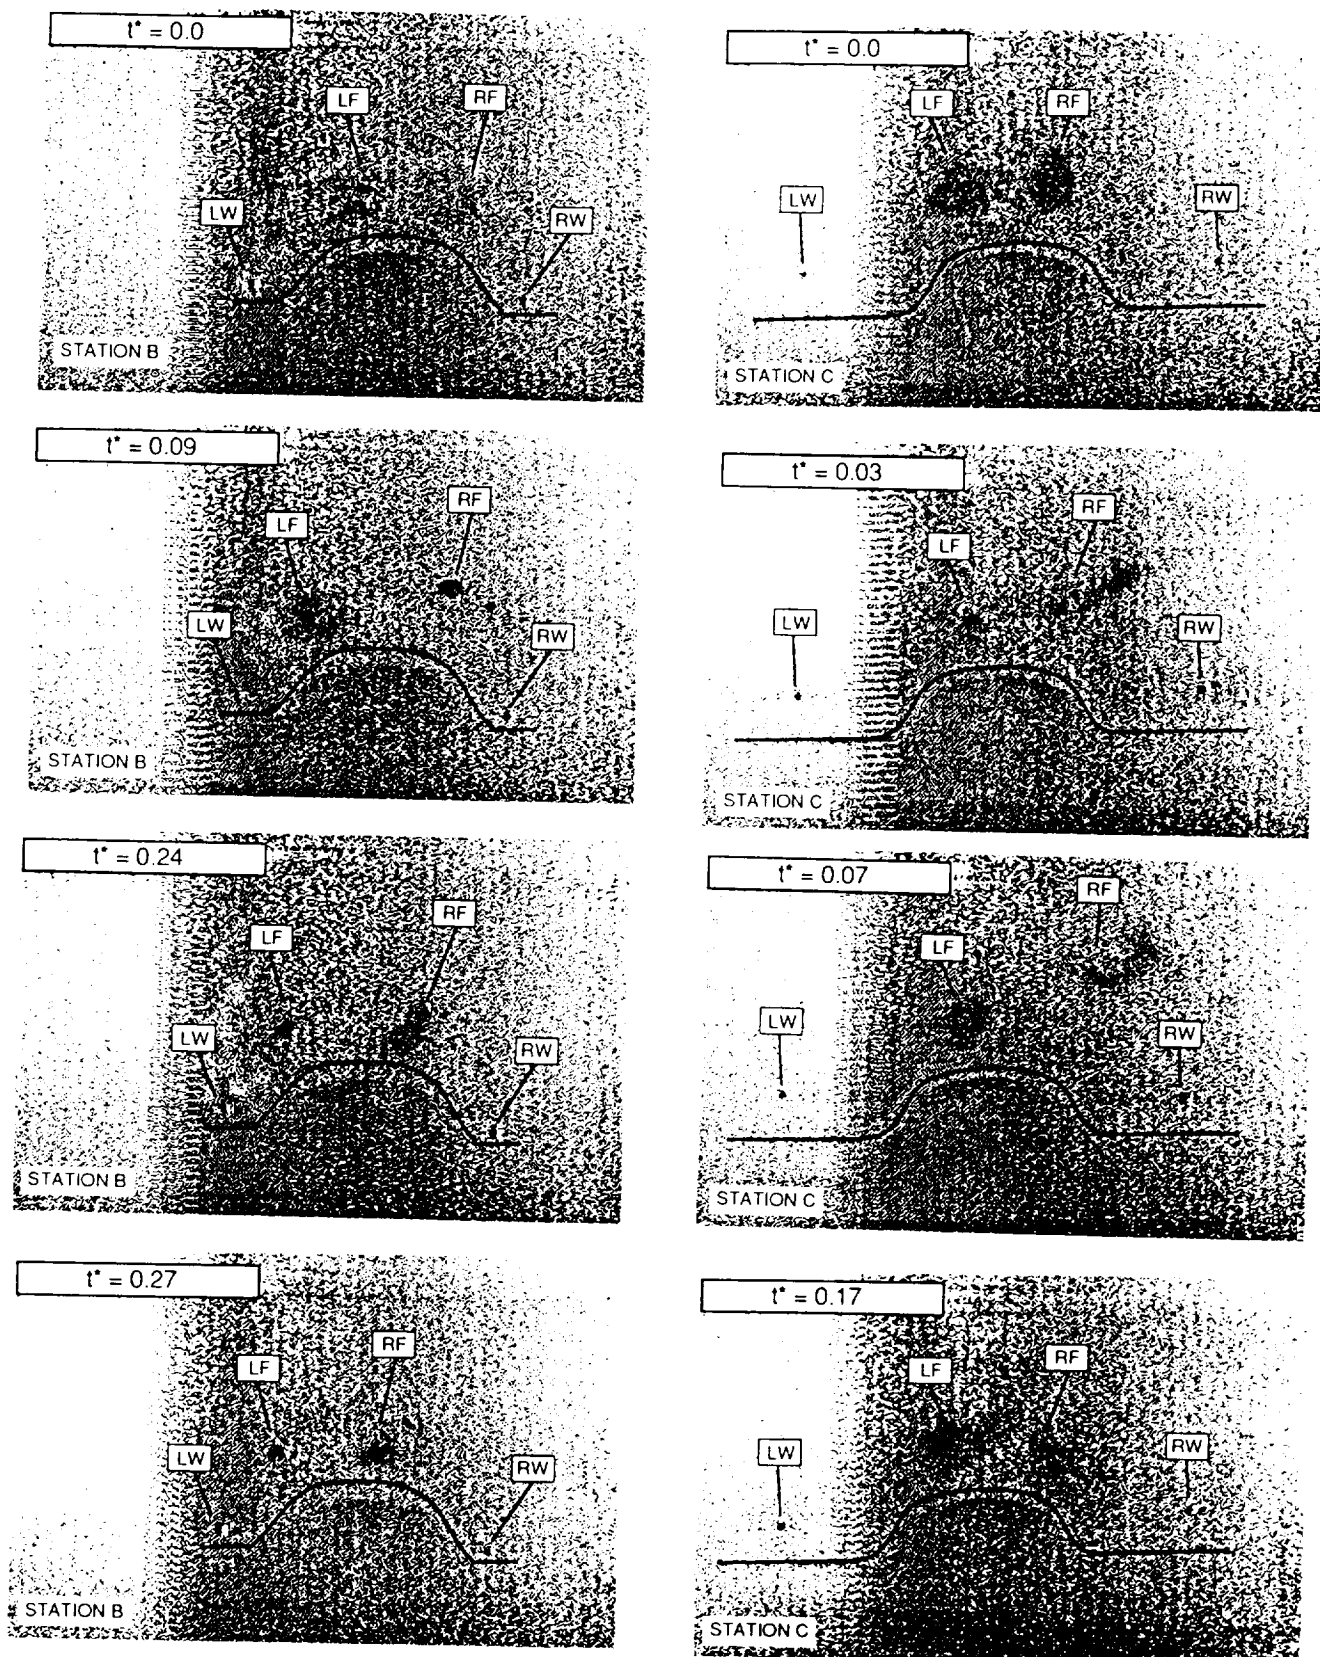 t* = 0.0
LF
RF
LW
RW
STATION B
t* = 0.09
RF
LF
LW
RW
STATION B
t* = 0.24
RF
LF
LW
RW
STATION B
t* = 0.27
RF
LF
LW
RW
STATION B
t* = 0.0
LF
RF
LW
RW
STATION C
t* = 0.03
RF
LF
LW
RW
STATION C
t* = 0.07
RF
LF
LW
RW
STATION C
t* = 0.17
RF
LF
LW
RW
STATION C